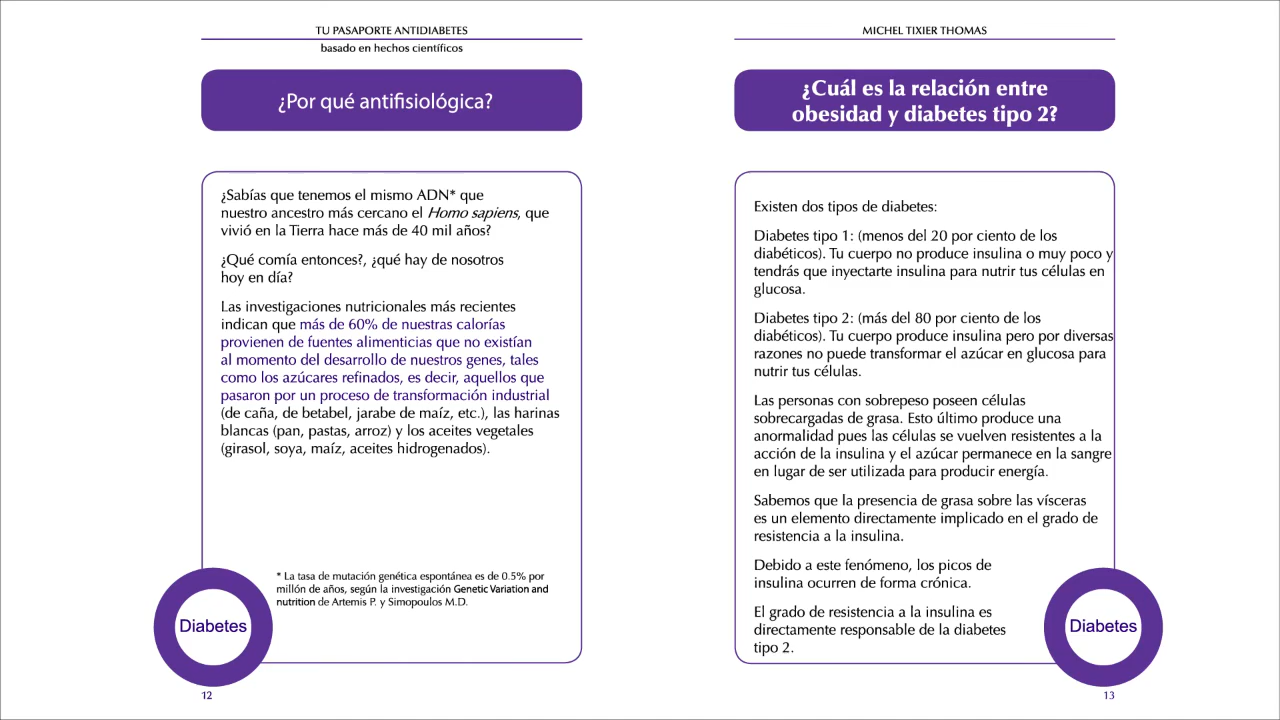 TU PASAPORTE ANTIDIABETES
basado en hechos científicos
¿Por qué antifisiológica?
¿Sabías que tenemos el mismo ADN* que
nuestro ancestro más cercano el Homo sapiens, que
vivió en la Tierra hace más de 40 mil años?
¿Qué comía entonces?, ¿qué hay de nosotros
hoy en día?
Las investigaciones nutricionales más recientes
indican que más de 60% de nuestras calorías
provienen de fuentes alimenticias que no existían
al momento del desarrollo de nuestros genes, tales
como los azúcares refinados, es decir, aquellos que
pasaron por un proceso de transformación industrial
(de caña, de betabel, jarabe de maíz, etc.), las harinas
blancas (pan, pastas, arroz) y los aceites vegetales
(girasol, soya, maíz, aceites hidrogenados).
* La tasa de mutación genética espontánea es de 0.5% por
millón de años, según la investigación Genetic Variation and
nutrition de Artemis P. y Simopoulos M.D.
Diabetes
12
MICHEL TIXIER THOMAS
¿Cuál es la relación entre
obesidad y diabetes tipo 2?
Existen dos tipos de diabetes:
Diabetes tipo 1: (menos del 20 por ciento de los
diabéticos). Tu cuerpo no produce insulina o muy poco y
tendrás que inyectarte insulina para nutrir tus células en
glucosa.
Diabetes tipo 2: (más del 80 por ciento de los
diabéticos). Tu cuerpo produce insulina pero por diversas
razones no puede transformar el azúcar en glucosa para
nutrir tus células.
Las personas con sobrepeso poseen células
sobrecargadas de grasa. Esto último produce una
anormalidad pues las células se vuelven resistentes a la
acción de la insulina y el azúcar permanece en la sangre
en lugar de ser utilizada para producir energía.
Sabemos que la presencia de grasa sobre las vísceras
es un elemento directamente implicado en el grado de
resistencia a la insulina.
Debido a este fenómeno, los picos de
insulina ocurren de forma crónica.
El grado de resistencia a la insulina es
directamente responsable de la diabetes
tipo 2.
Diabetes
13